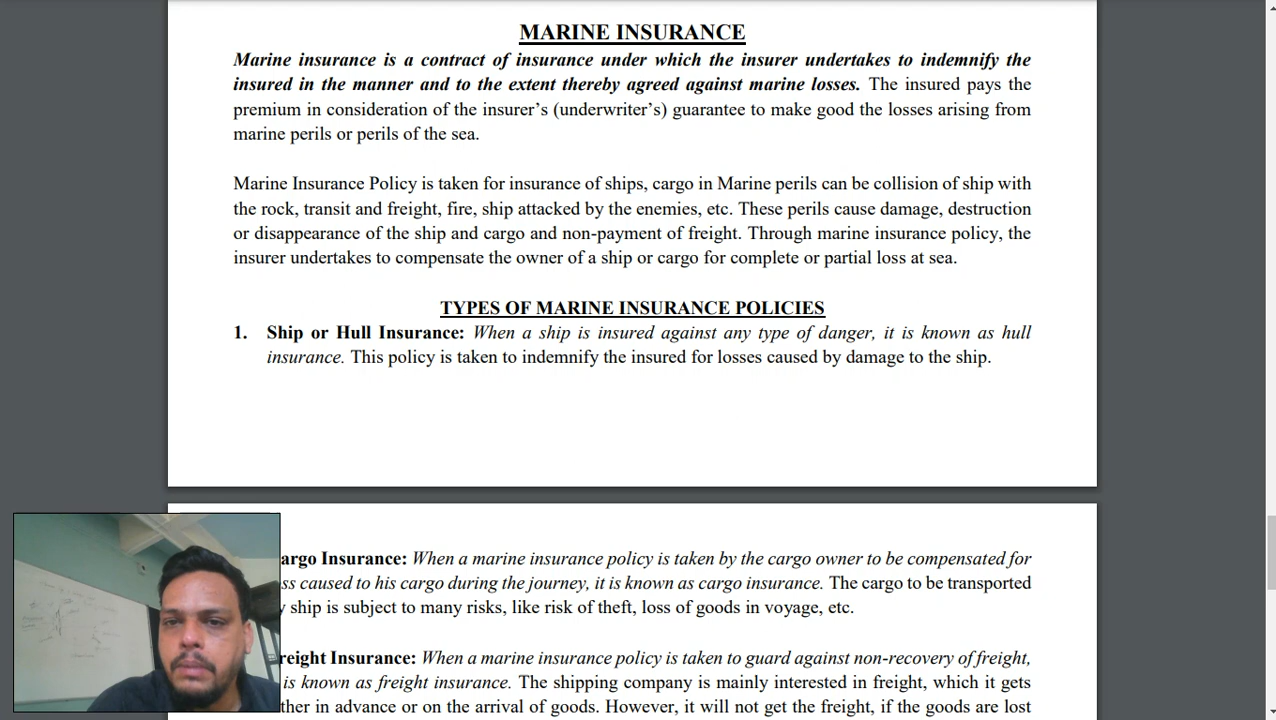 MARINE INSURANCE
Marine insurance is a contract of insurance under which the insurer undertakes to indemnify the
insured in the manner and to the extent thereby agreed against marine losses. The insured pays the
premium in consideration of the insurer's (underwriter's) guarantee to make good the losses arising from
marine perils or perils of the sea.
Marine Insurance Policy is taken for insurance of ships, cargo in Marine perils can be collision of ship with
the rock, transit and freight, fire, ship attacked by the enemies, etc. These perils cause damage, destruction
or disappearance of the ship and cargo and non-payment of freight. Through marine insurance policy, the
insurer undertakes to compensate the owner of a ship or cargo for complete or partial loss at sea.
TYPES OF MARINE INSURANCE POLICIES
1. Ship or Hull Insurance: When a ship is insured against any type of danger, it is known as hull
insurance. This policy is taken to indemnify the insured for losses caused by damage to the ship.
argo Insurance: When a marine insurance policy is taken by the cargo owner to be compensated for
ss caused to his cargo during the journey, it is known as cargo insurance. The cargo to be transported
ship is subject to many risks, like risk of theft, loss of goods in voyage, etc.
reight Insurance: When a marine insurance policy is taken to guard against non-recovery of freight,
is known as freight insurance. The shipping company is mainly interested in freight, which it gets
ther in advance or on the arrival of goods. However, it will not get the freight, if the goods are lost